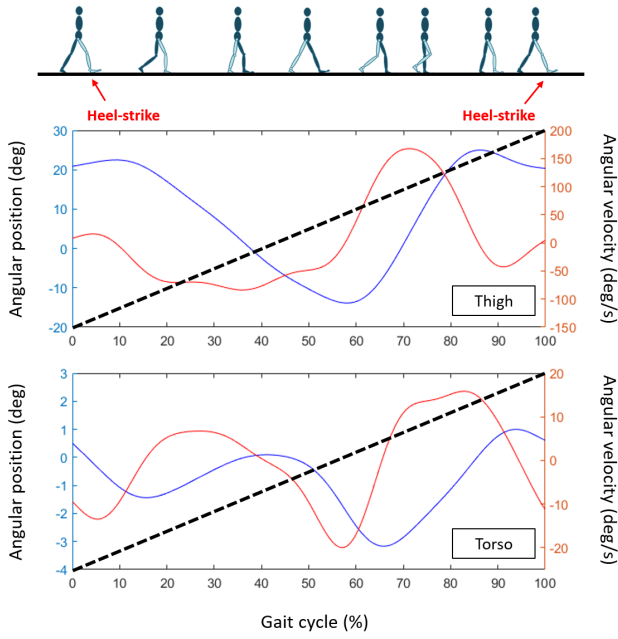 Heel-strike Heel-strike
Angular position (deg)
Angular velocity (deg/s)
30
20
10
0
-10
-20
200
150
100
50
0
-50
-100
-150
Thigh
0 10 20 30 40 50 60 70 80 90 100
Angular position (deg)
Angular velocity (deg/s)
3
2
1
0
-1
-2
-3
-4
20
10
0
-10
-20
Torso
0 10 20 30 40 50 60 70 80 90 100
Gait cycle (%)